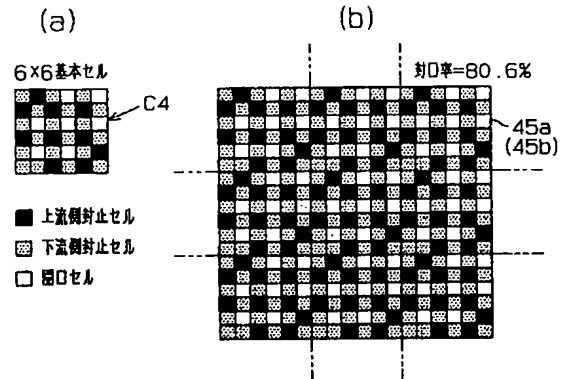 (a)
(b)
6×6基本セル
封口率=80.6%
C4
45a
(45b)
上流側封止セル
下流側封止セル
開口セル